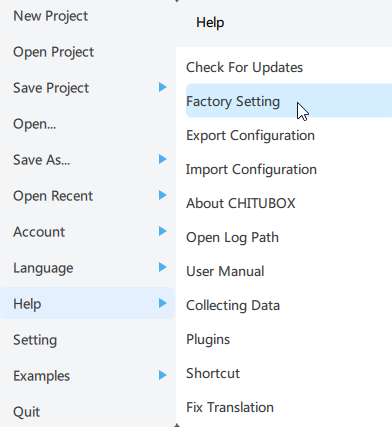 New Project
Open Project
Save Project
Open...
Save As...
Open Recent
Account
Language
Help
Setting
Examples
Quit
Help
Check For Updates
Factory Setting
Export Configuration
Import Configuration
About CHITUBOX
Open Log Path
User Manual
Collecting Data
Plugins
Shortcut
Fix Translation